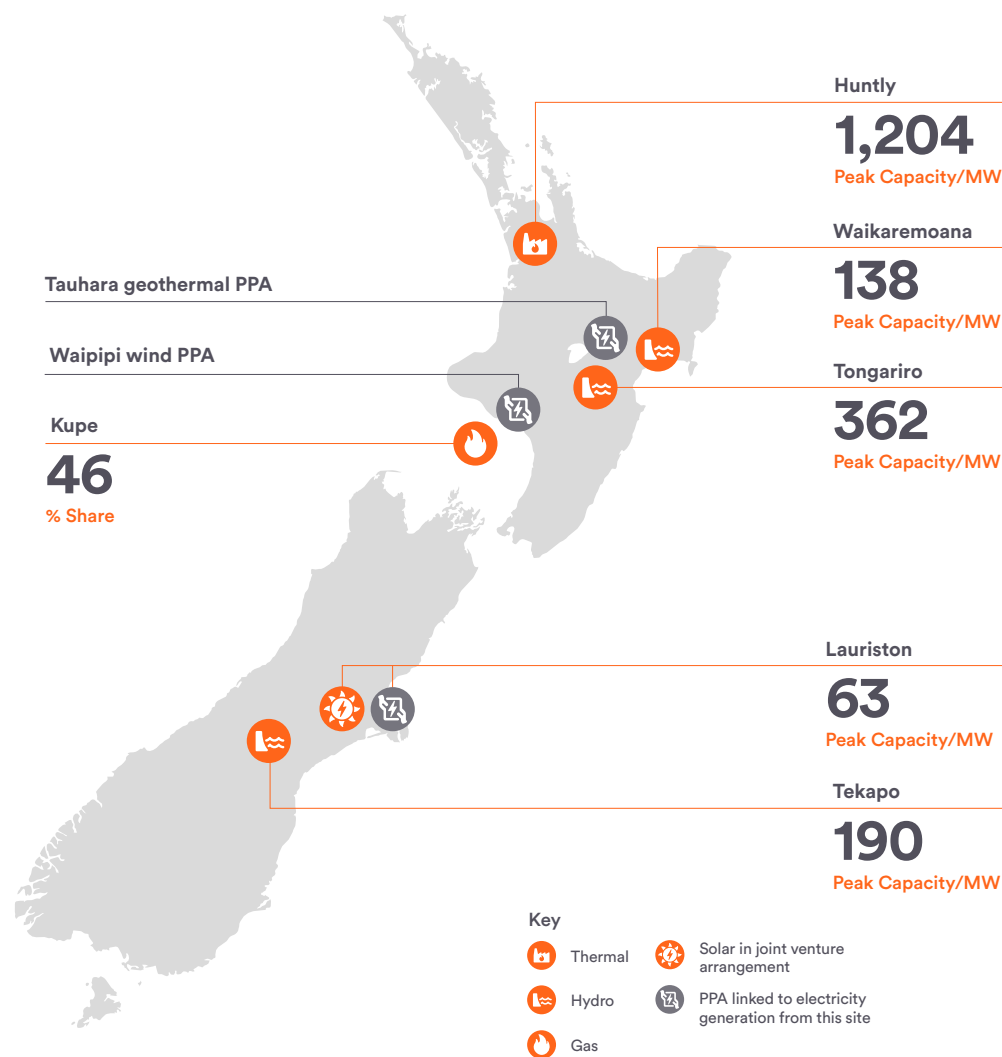 Huntly
1,204
Peak Capacity/MW
Waikaremoana
138
Peak Capacity/MW
Tauhara geothermal PPA
Waipipi wind PPA
Tongariro
362
Peak Capacity/MW
Kupe
46
% Share
Lauriston
63
Peak Capacity/MW
Tekapo
190
Peak Capacity/MW
Key
Thermal
Hydro
Gas
Solar in joint venture
arrangement
PPA linked to electricity
generation from this site